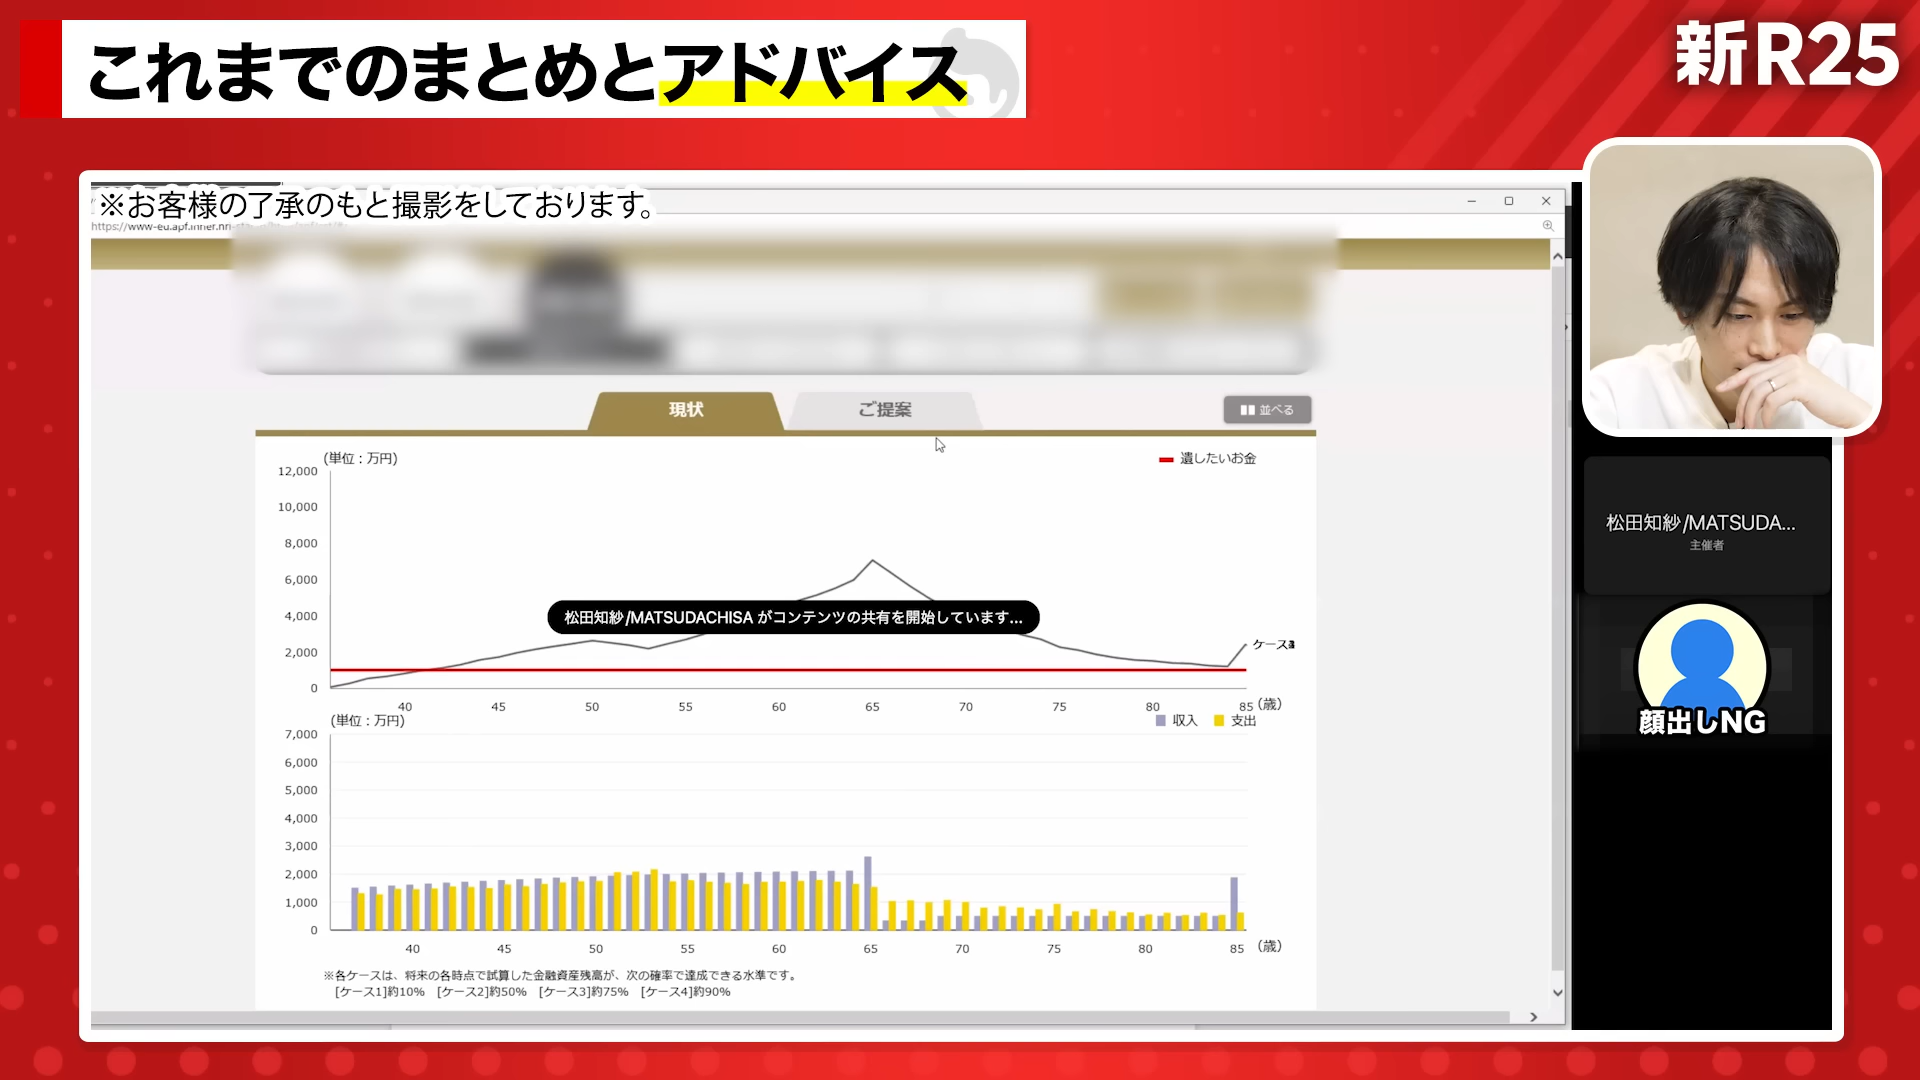 これまでのまとめとアドバイス
新R25
※お客様の了承のもと撮影をしております。
現状
ご提案
並べる
(単位：万円)
遺したいお金
12,000
10,000
8,000
6,000
4,000
2,000
0
松田知紗/MATSUDACHISA がコンテンツの共有を開始しています...
ケース
40 45 50 55 60 65 70 75 80 85 (歳)
(単位：万円)
収入 支出
7,000
6,000
5,000
4,000
3,000
2,000
1,000
0
40 45 50 55 60 65 70 75 80 85 (歳)
※各ケースは、将来の各時点で試算した金融資産残高が、次の確率で達成できる水準です。
[ケース1]約10% [ケース2]約50% [ケース3]約75% [ケース4]約90%
松田知紗/MATSUDA...
主催者
顔出しNG